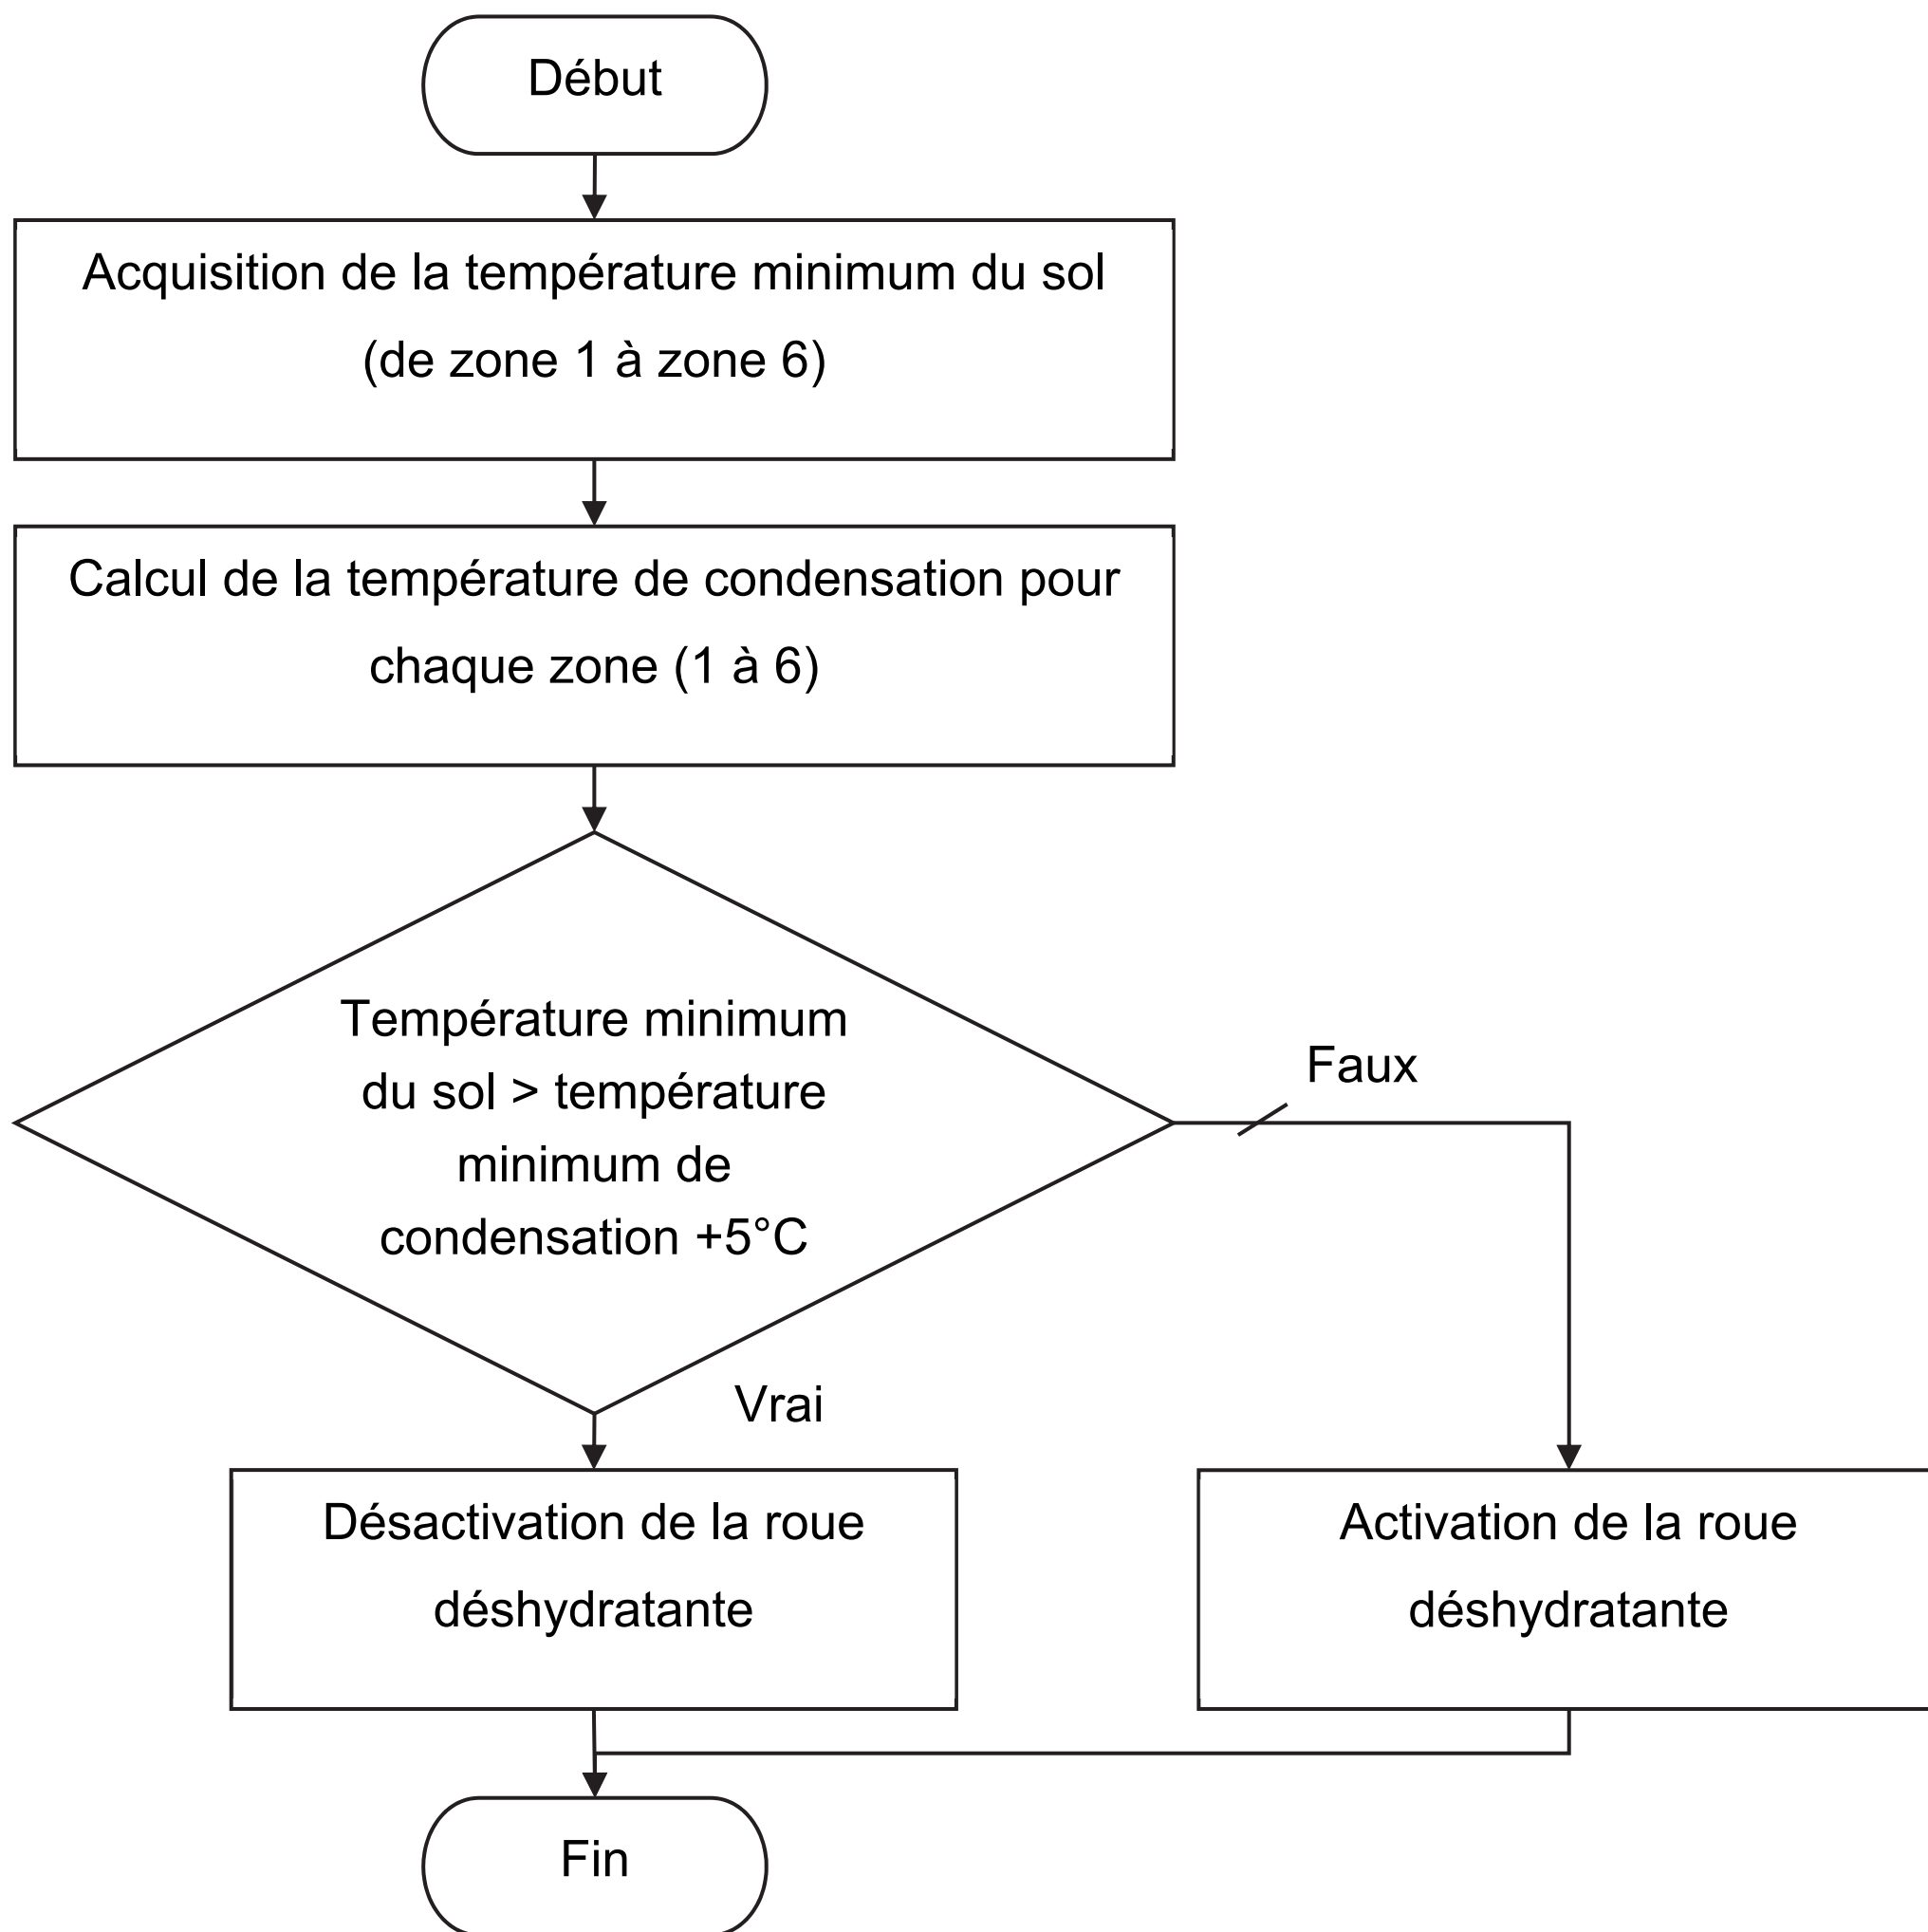 Début
Acquisition de la température minimum du sol
(de zone 1 à zone 6)
Calcul de la température de condensation pour
chaque zone (1 à 6)
Température minimum
du sol > température
minimum de
condensation +5°C
Faux
Vrai
Désactivation de la roue
déshydratante
Activation de la roue
déshydratante
Fin